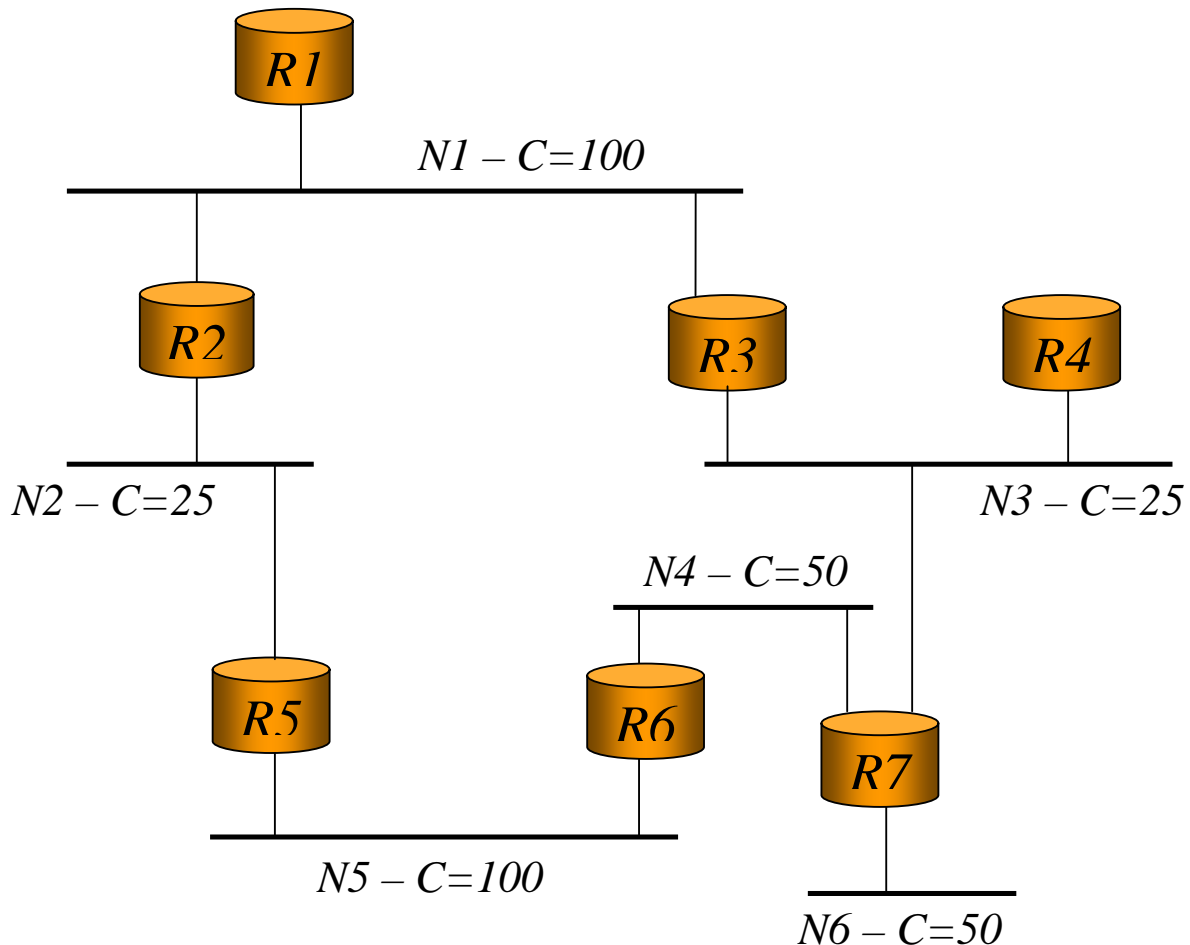 R1
N1 – C=100
R2
R3
R4
N2 – C=25
N3 – C=25
N4 – C=50
R5
R6
R7
N5 – C=100
N6 – C=50